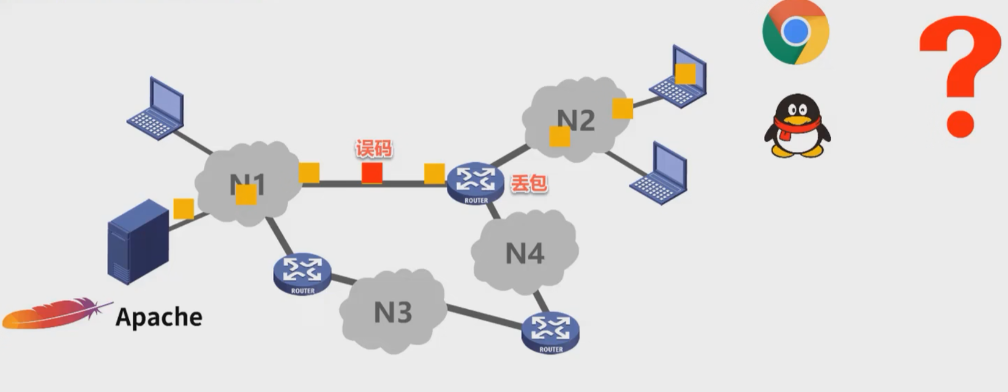 误码
N2
N1
丢包
ROUTER
N4
ROUTER
N3
Apache
ROUTER
?